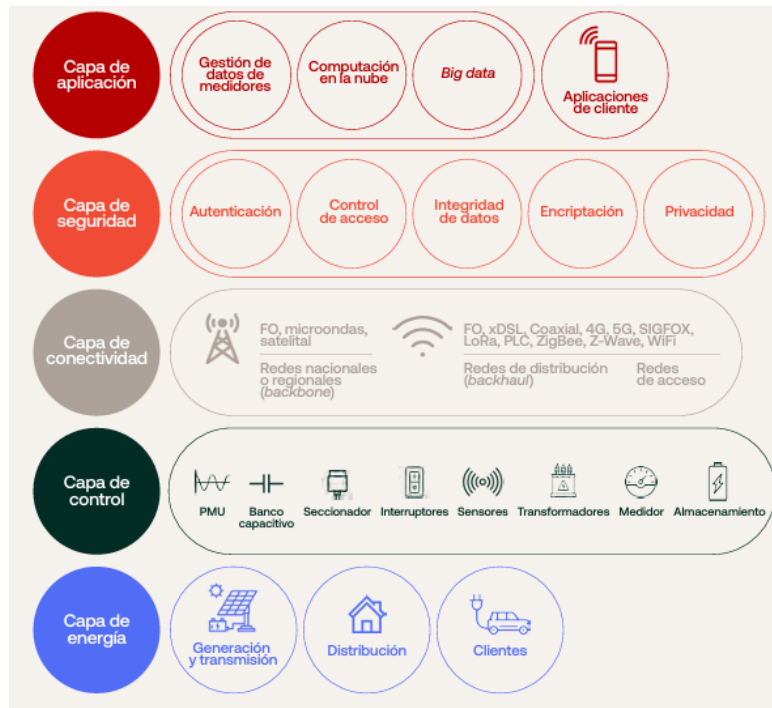 Capa de
aplicación
Gestión de
datos de
medidores
Computación
en la nube
Big data
Aplicaciones
de cliente
Capa de
seguridad
Autenticación
Control
de acceso
Integridad
de datos
Encriptación
Privacidad
Capa de
conectividad
FO, microondas,
satelital
Redes nacionales
o regionales
(backbone)
FO, xDSL, Coaxial, 4G, 5G, SIGFOX,
LoRa, PLC, ZigBee, Z-Wave, WiFi
Redes de distribución
(backhaul)
Redes
de acceso
Capa de
control
PMU
Banco
capacitivo
Seccionador
Interruptores
Sensores
Transformadores
Medidor
Almacenamiento
Capa de
energía
Generación
y transmisión
Distribución
Clientes